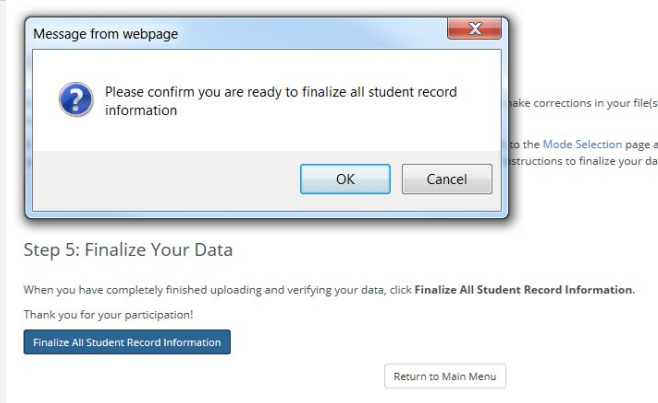 Message from webpage
Please confirm you are ready to finalize all student record
information
OK
Cancel
make corrections in your file(s
to the Mode Selection page a
instructions to finalize your da
Step 5: Finalize Your Data
When you have completely finished uploading and verifying your data, click Finalize All Student Record Information.
Thank you for your participation!
Finalize All Student Record Information
Return to Main Menu